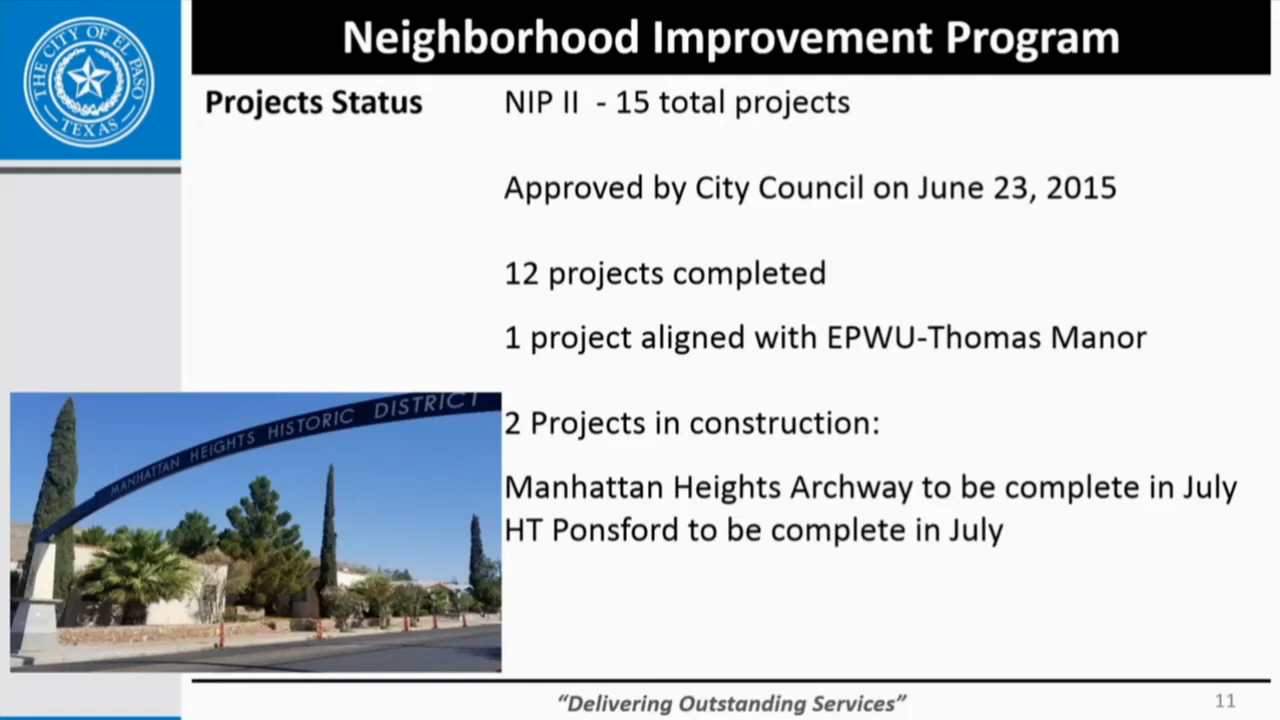 THE CITY OF EL PASO
TEXAS
Neighborhood Improvement Program
Projects Status
NIP II - 15 total projects
Approved by City Council on June 23, 2015
12 projects completed
1 project aligned with EPWU-Thomas Manor
2 Projects in construction:
Manhattan Heights Archway to be complete in July
HT Ponsford to be complete in July
MANHATTAN HEIGHTS HISTORIC DISTRICT
“Delivering Outstanding Services”
11